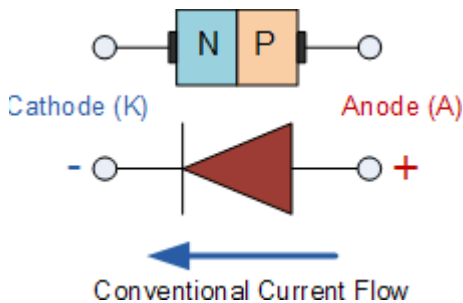 N P
Cathode (K) Anode (A)
- +
Conventional Current Flow